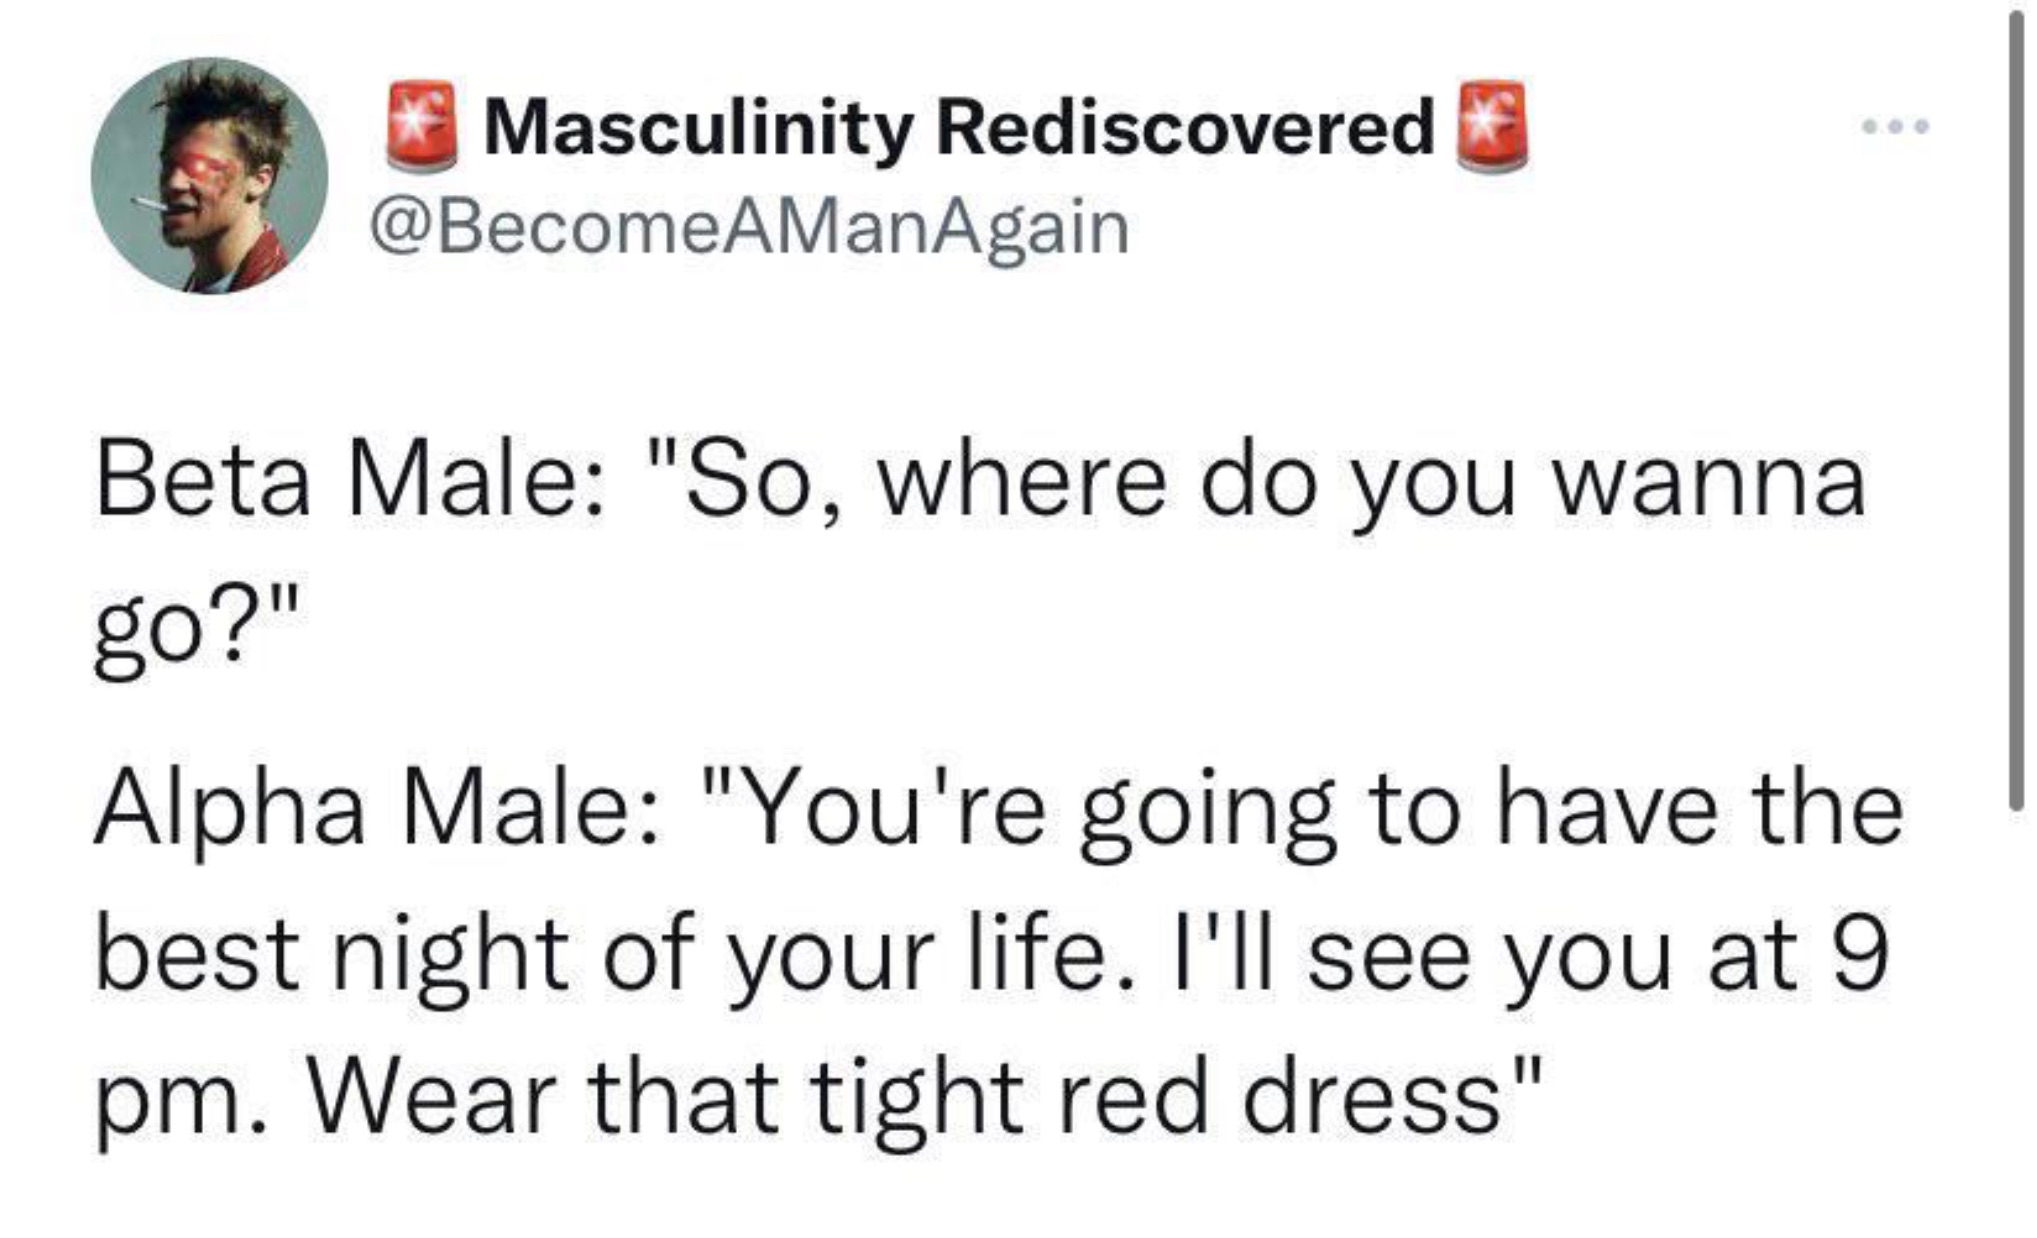 🚨 Masculinity Rediscovered 🚨
@BecomeAManAgain
Beta Male: "So, where do you wanna
go?"
Alpha Male: "You're going to have the
best night of your life. I'll see you at 9
pm. Wear that tight red dress"